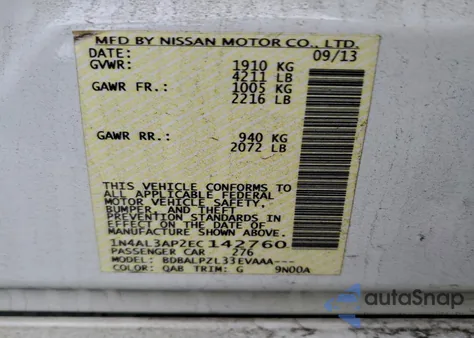 MFD BY NISSAN MOTOR CO., LTD.
DATE: 09/13
GVWR: 1910 KG
4211 LB
GAWR FR.: 1005 KG
2216 LB
GAWR RR.: 940 KG
2072 LB
THIS VEHICLE CONFORMS TO
ALL APPLICABLE FEDERAL
MOTOR VEHICLE SAFETY,
BUMPER, AND THEFT
PREVENTION STANDARDS IN
EFFECT ON THE DATE OF
MANUFACTURE SHOWN ABOVE.
1N4AL3AP2EC 142760
PASSENGER CAR 276
MODEL: BDBALPZL33EVAAA---
COLOR: QAB TRIM: G 9N00A
autoSnap